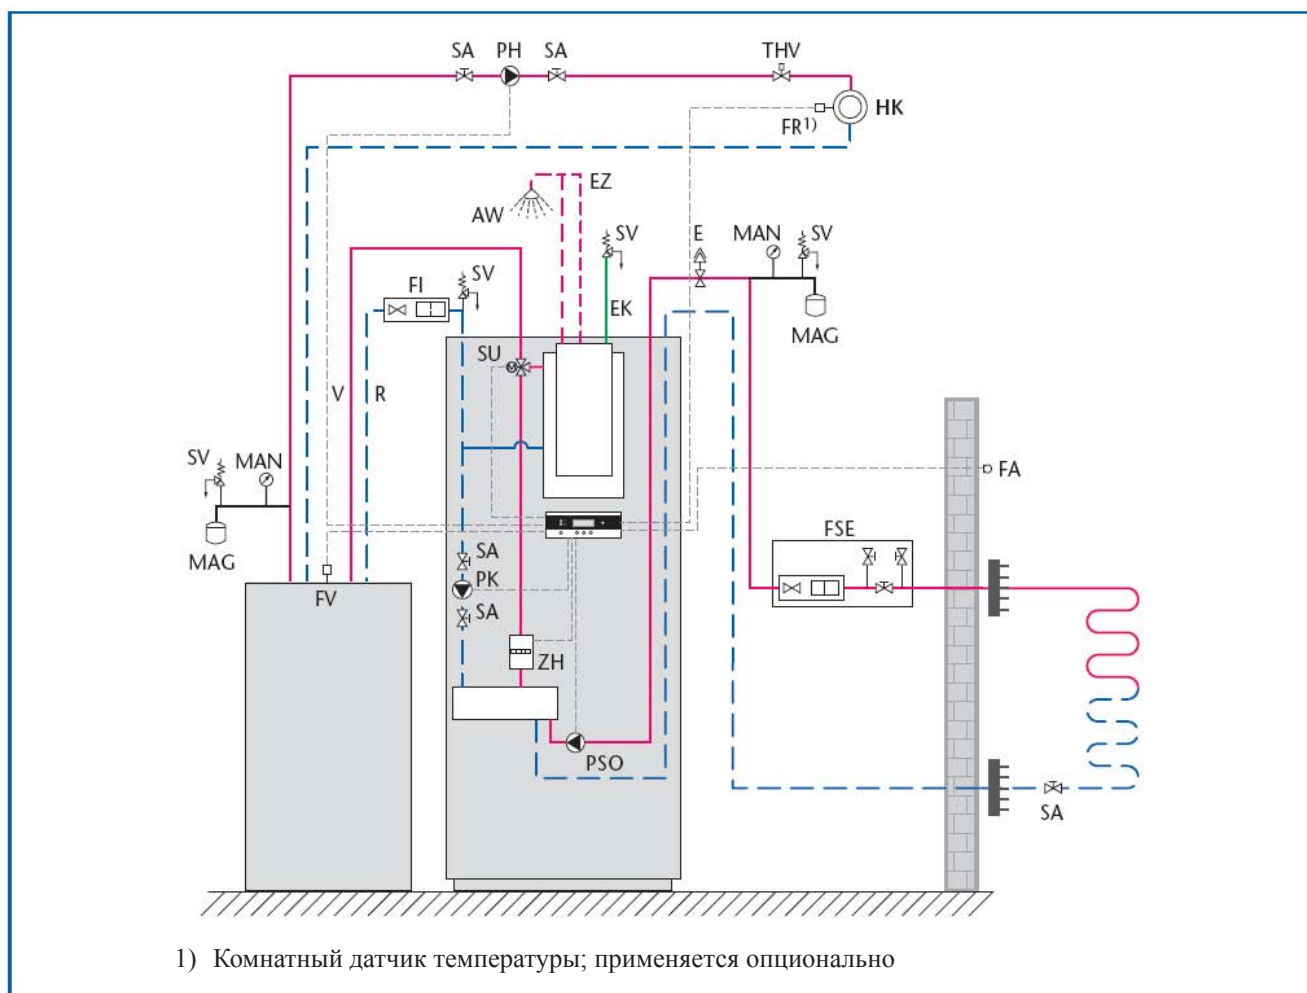 SA PH SA THV
HK
FR1)
EZ
AW
SV E MAN SV
FI SV
EK
MAG
SU
V R
SV MAN
FA
MAG
FSE
SA
PK
FV
SA
ZH
PSO
SA
1) Комнатный датчик температуры; применяется опционально